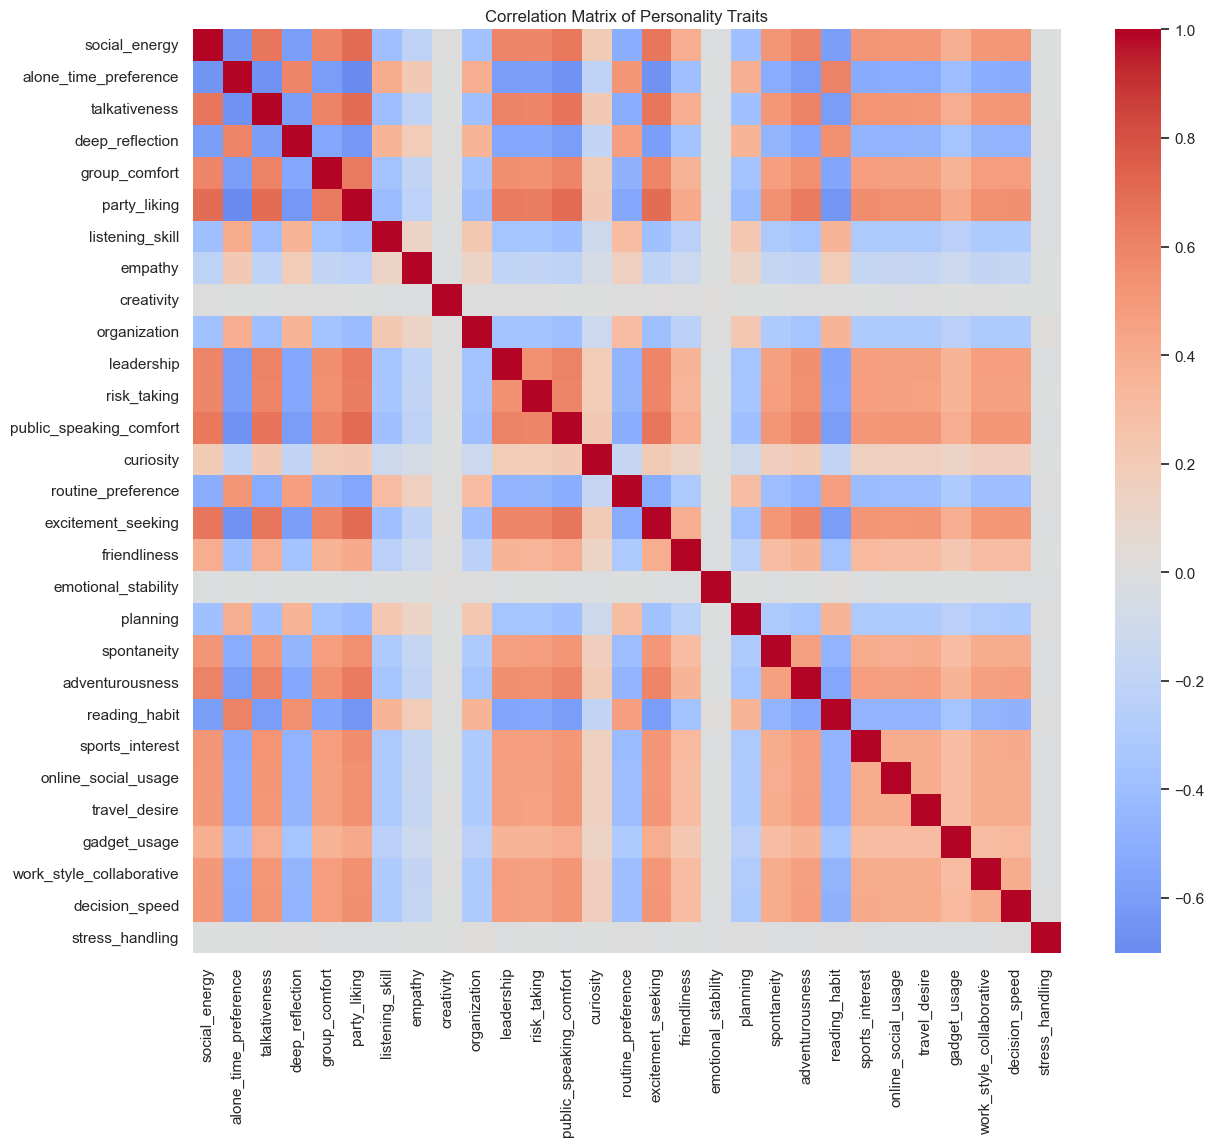 Correlation Matrix of Personality Traits
social_energy
alone_time_preference
talkativeness
deep_reflection
group_comfort
party_liking
listening_skill
empathy
creativity
organization
leadership
risk_taking
public_speaking_comfort
curiosity
routine_preference
excitement_seeking
friendliness
emotional_stability
planning
spontaneity
adventurousness
reading_habit
sports_interest
online_social_usage
travel_desire
gadget_usage
work_style_collaborative
decision_speed
stress_handling
social_energy
alone_time_preference
talkativeness
deep_reflection
group_comfort
party_liking
listening_skill
empathy
creativity
organization
leadership
risk_taking
public_speaking_comfort
curiosity
routine_preference
excitement_seeking
friendliness
emotional_stability
planning
spontaneity
adventurousness
reading_habit
sports_interest
online_social_usage
travel_desire
gadget_usage
work_style_collaborative
decision_speed
stress_handling
1.0
0.8
0.6
0.4
0.2
0.0
−0.2
−0.4
−0.6